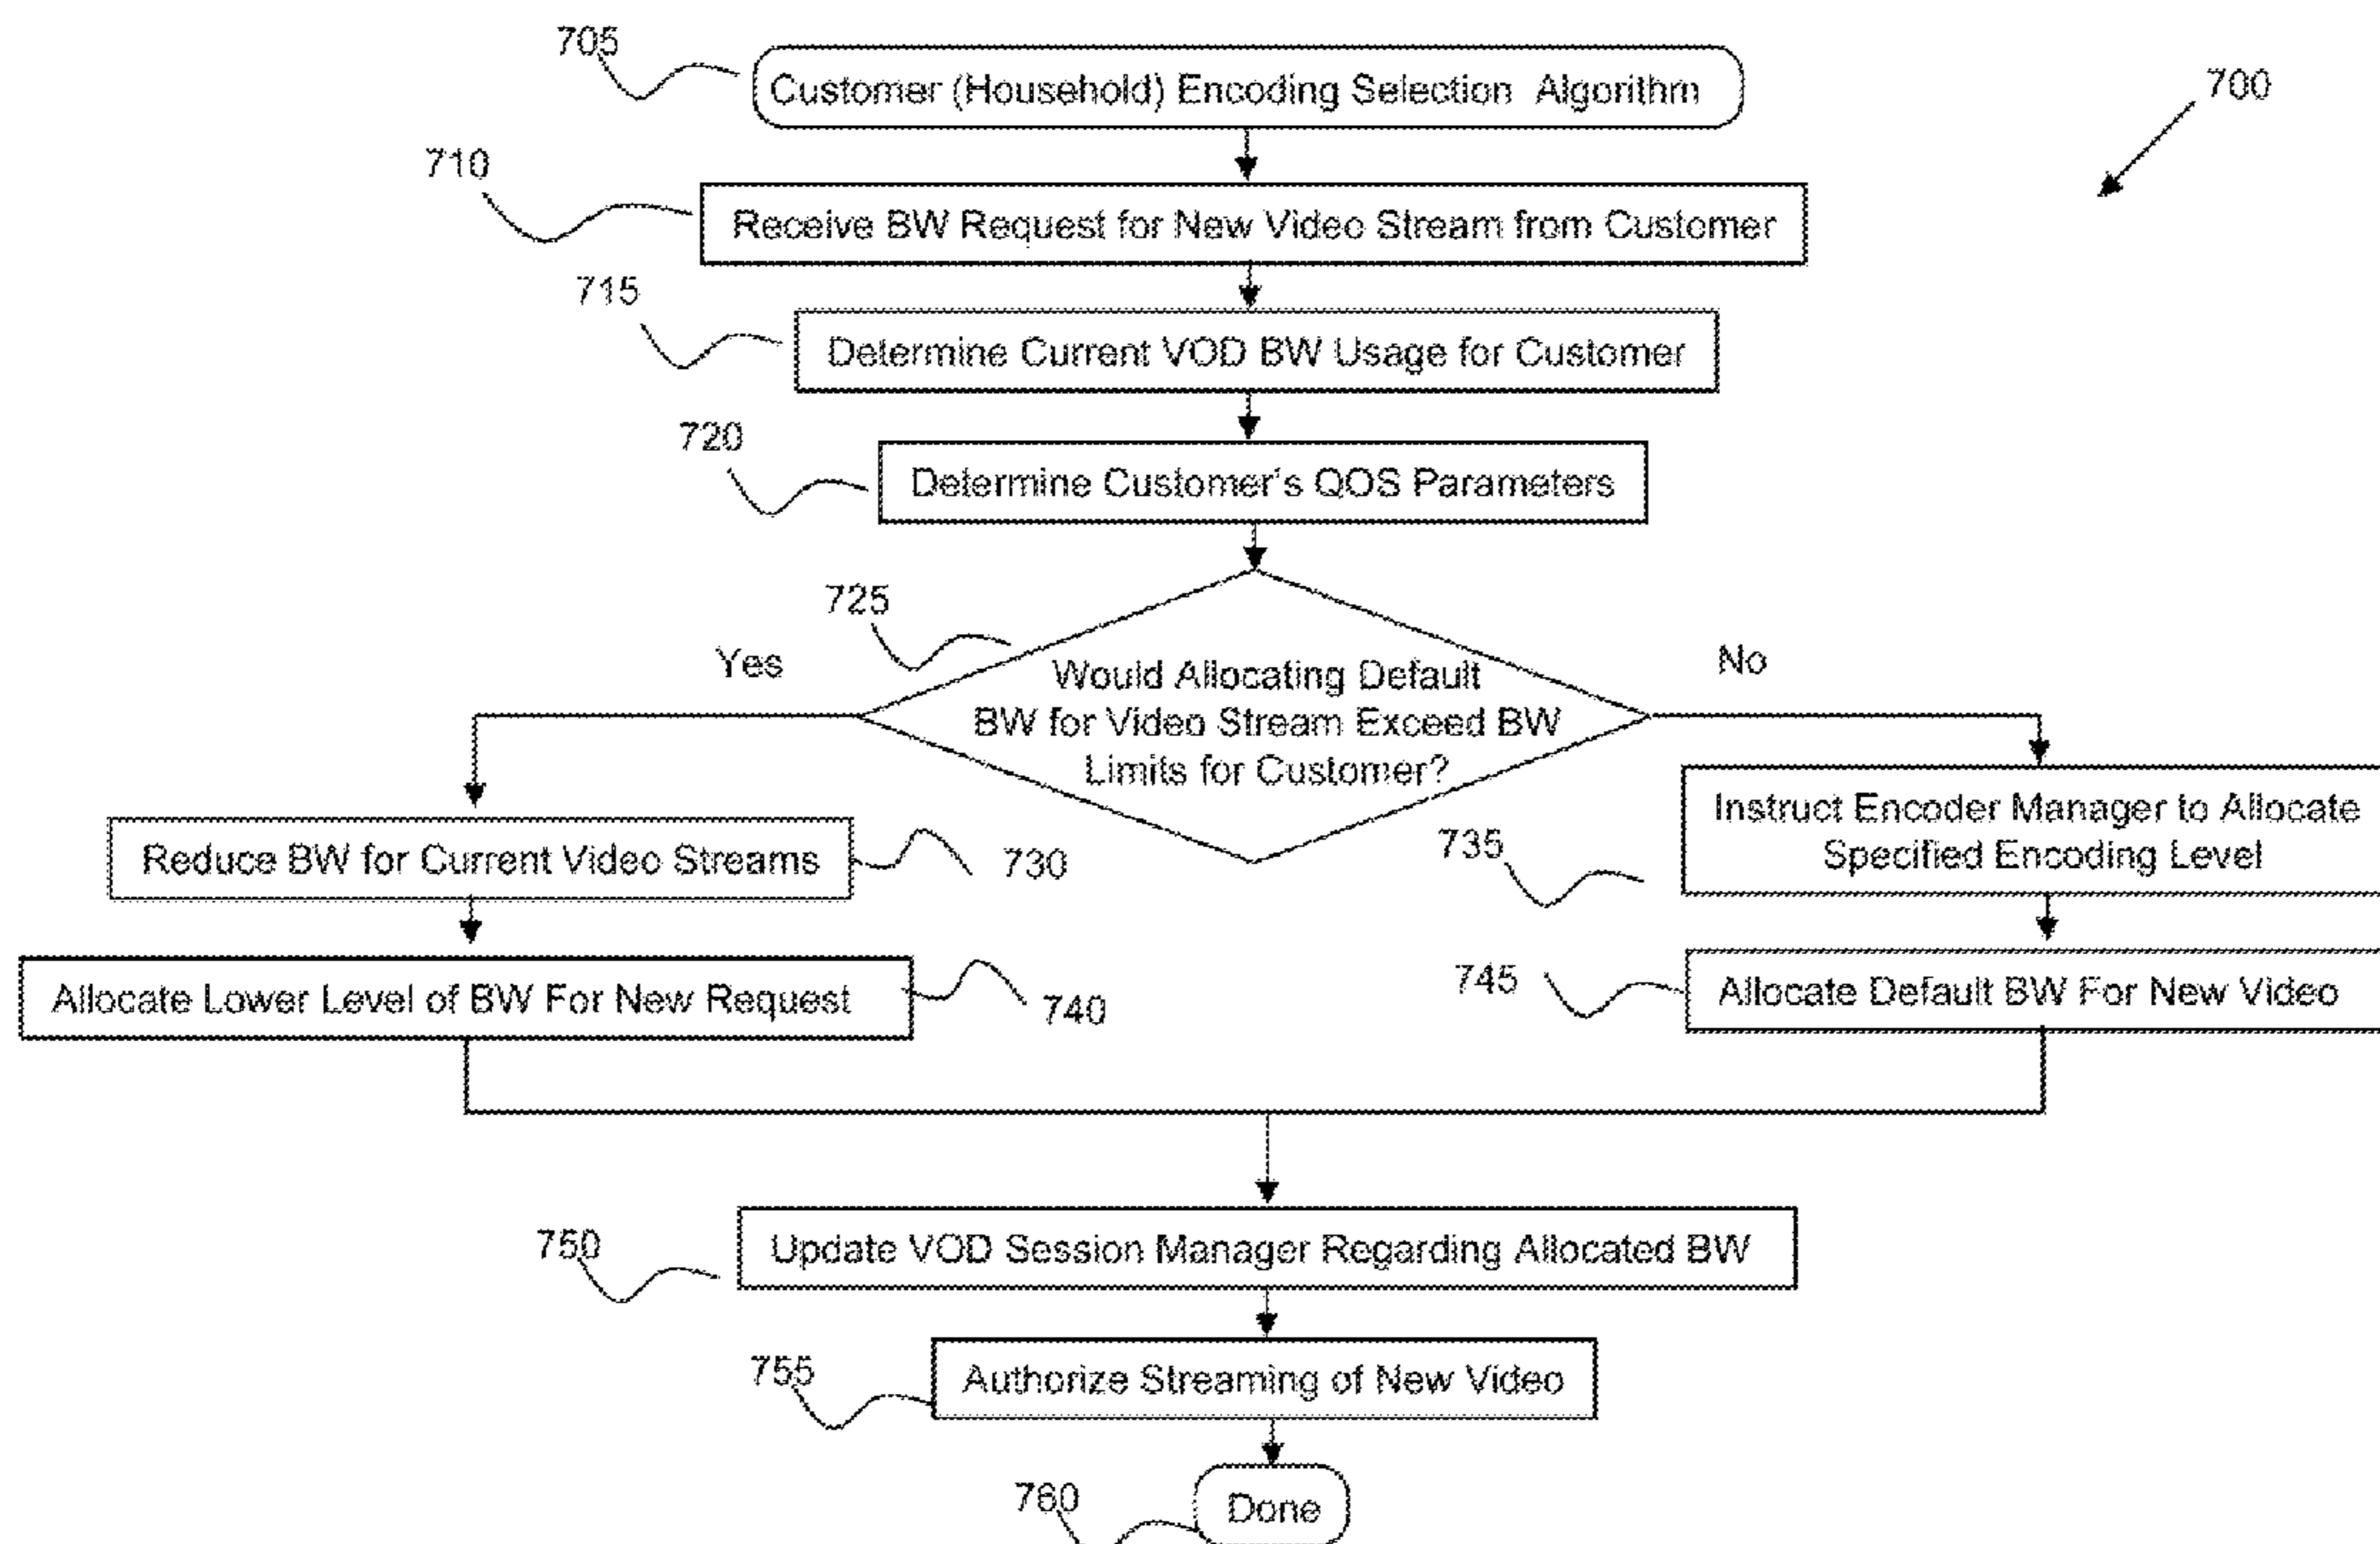 705
Customer (Household) Encoding Selection Algorithm
700
710
Receive BW Request for New Video Stream from Customer
715
Determine Current VOD BW Usage for Customer
720
Determine Customer's QOS Parameters
725
Yes
No
Would Allocating Default
BW for Video Stream Exceed BW
Limits for Customer?
Instruct Encoder Manager to Allocate
Specified Encoding Level
735
Reduce BW for Current Video Streams
730
Allocate Lower Level of BW For New Request
740
745
Allocate Default BW For New Video
750
Update VOD Session Manager Regarding Allocated BW
755
Authorize Streaming of New Video
760
Done